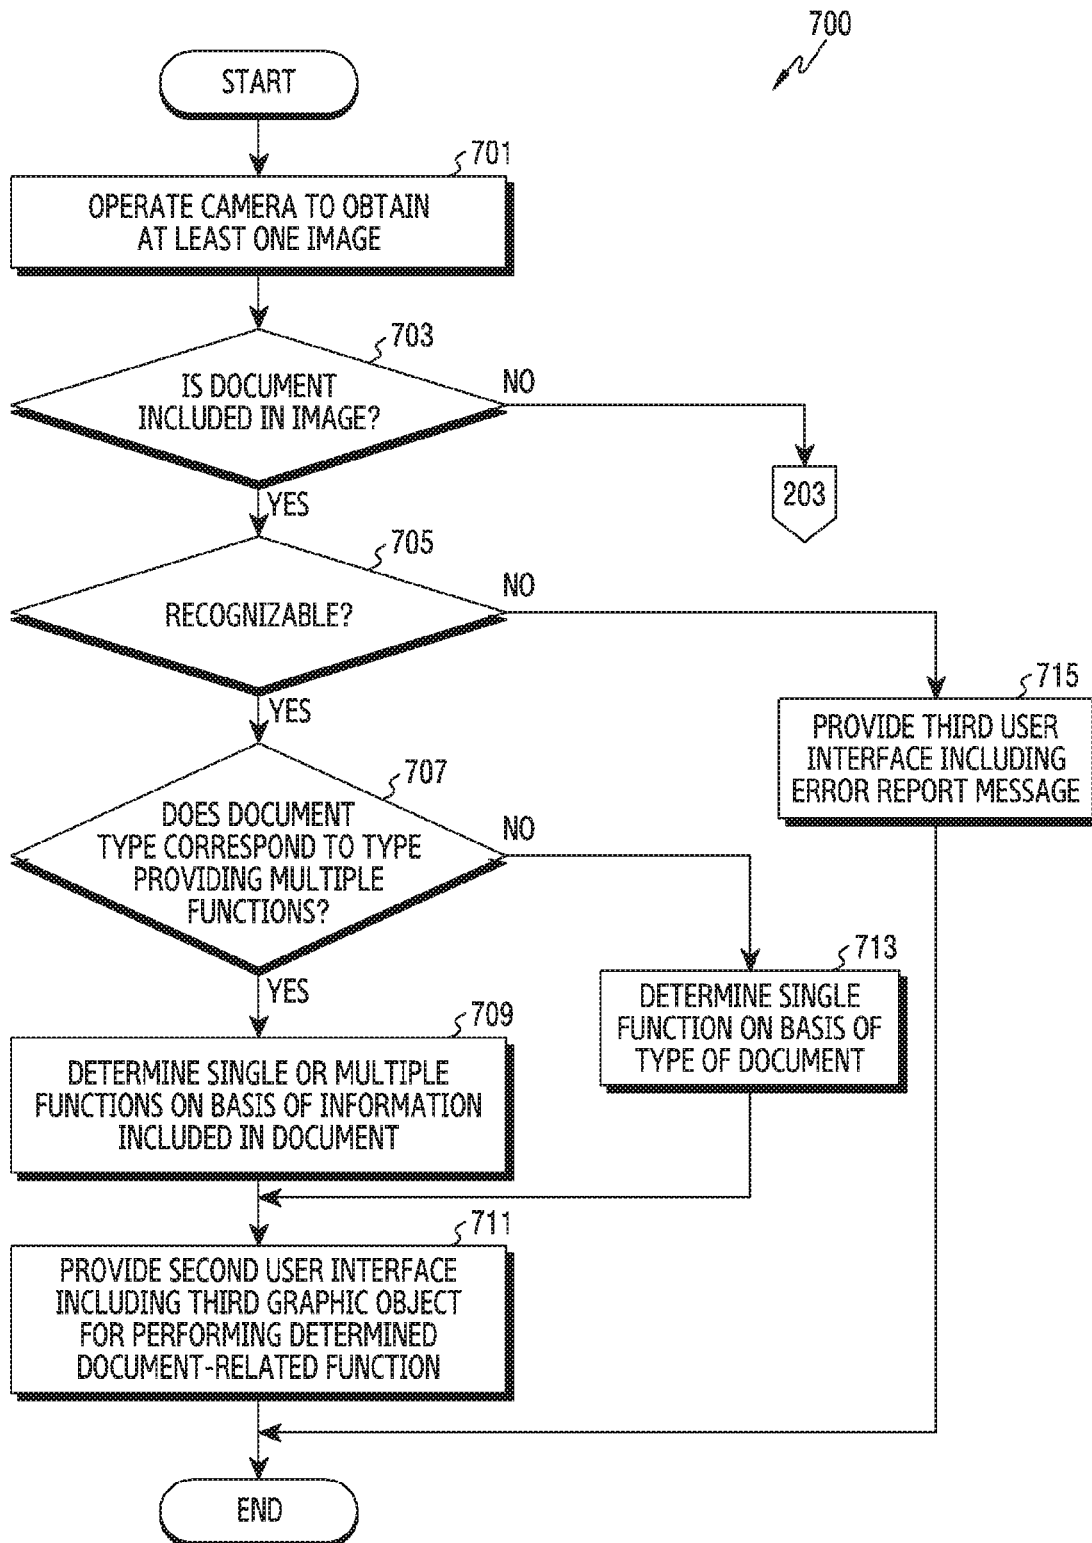 700
START
701
OPERATE CAMERA TO OBTAIN
AT LEAST ONE IMAGE
703
IS DOCUMENT
INCLUDED IN IMAGE?
NO
203
YES
705
RECOGNIZABLE?
NO
YES
715
PROVIDE THIRD USER
INTERFACE INCLUDING
ERROR REPORT MESSAGE
707
DOES DOCUMENT
TYPE CORRESPOND TO TYPE
PROVIDING MULTIPLE
FUNCTIONS?
NO
YES
713
DETERMINE SINGLE
FUNCTION ON BASIS OF
TYPE OF DOCUMENT
709
DETERMINE SINGLE OR MULTIPLE
FUNCTIONS ON BASIS OF INFORMATION
INCLUDED IN DOCUMENT
711
PROVIDE SECOND USER INTERFACE
INCLUDING THIRD GRAPHIC OBJECT
FOR PERFORMING DETERMINED
DOCUMENT-RELATED FUNCTION
END